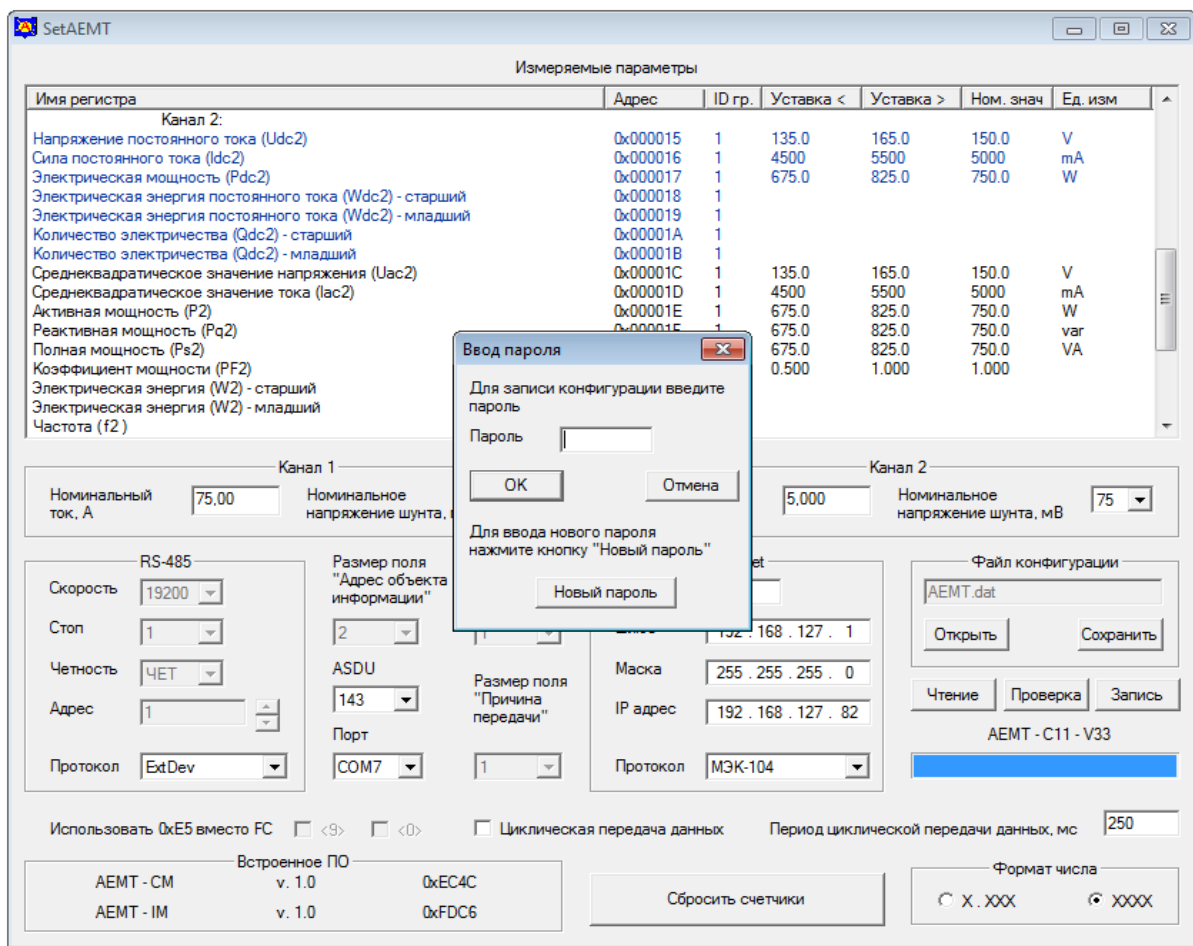 SetAEMT
Измеряемые параметры
Имя регистра Адрес ID гр. Уставка < Уставка > Ном. знач Ед. изм
Канал 2:
Напряжение постоянного тока (Udc2) 0x000015 1 135.0 165.0 150.0 V
Сила постоянного тока (Idc2) 0x000016 1 4500 5500 5000 mA
Электрическая мощность (Pdc2) 0x000017 1 675.0 825.0 750.0 W
Электрическая энергия постоянного тока (Wdc2) - старший 0x000018 1
Электрическая энергия постоянного тока (Wdc2) - младший 0x000019 1
Количество электричества (Qdc2) - старший 0x00001A 1
Количество электричества (Qdc2) - младший 0x00001B 1
Среднеквадратическое значение напряжения (Uac2) 0x00001C 1 135.0 165.0 150.0 V
Среднеквадратическое значение тока (Iac2) 0x00001D 1 4500 5500 5000 mA
Активная мощность (P2) 0x00001E 1 675.0 825.0 750.0 W
Реактивная мощность (Pq2) 0x00001F 1 675.0 825.0 750.0 var
Полная мощность (Ps2) 675.0 825.0 750.0 VA
Коэффициент мощности (PF2) 0.500 1.000 1.000
Электрическая энергия (W2) - старший
Электрическая энергия (W2) - младший
Частота (f2 )
Ввод пароля
Для записи конфигурации введите
пароль
Пароль
OK Отмена
Для ввода нового пароля
нажмите кнопку "Новый пароль"
Новый пароль
Канал 1
Номинальный
ток, А
75,00
Номинальное
напряжение шунта,
Канал 2
5,000
Номинальное
напряжение шунта, мВ
75
RS-485
Скорость 19200
Стоп 1
Четность ЧЕТ
Адрес 1
Протокол ExtDev
Размер поля
"Адрес объекта
информации"
2
ASDU
143
Порт
COM7
1
Размер поля
"Причина
передачи"
1
et
192 . 168 . 127 . 1
Маска 255 . 255 . 255 . 0
IP адрес 192 . 168 . 127 . 82
Протокол МЭК-104
Файл конфигурации
AEMT.dat
Открыть Сохранить
Чтение Проверка Запись
AEMT - C11 - V33
Использовать 0xE5 вместо FC <9> <0> Циклическая передача данных Период циклической передачи данных, мс 250
Встроенное ПО
AEMT - CM v. 1.0 0xEC4C
AEMT - IM v. 1.0 0xFDC6
Сбросить счетчики
Формат числа
X . XXX XXXX